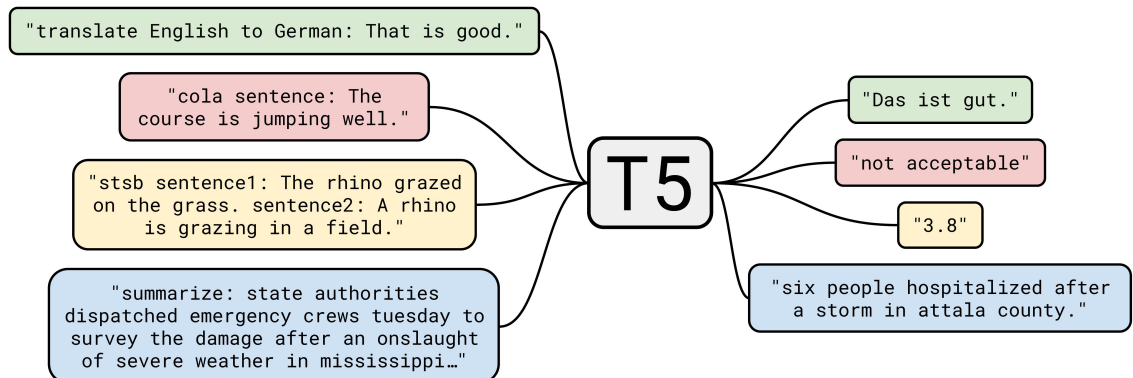 "translate English to German: That is good."
"cola sentence: The
course is jumping well."
"stsb sentence1: The rhino grazed
on the grass. sentence2: A rhino
is grazing in a field."
"summarize: state authorities
dispatched emergency crews tuesday to
survey the damage after an onslaught
of severe weather in mississippi…"
T5
"Das ist gut."
"not acceptable"
"3.8"
"six people hospitalized after
a storm in attala county."